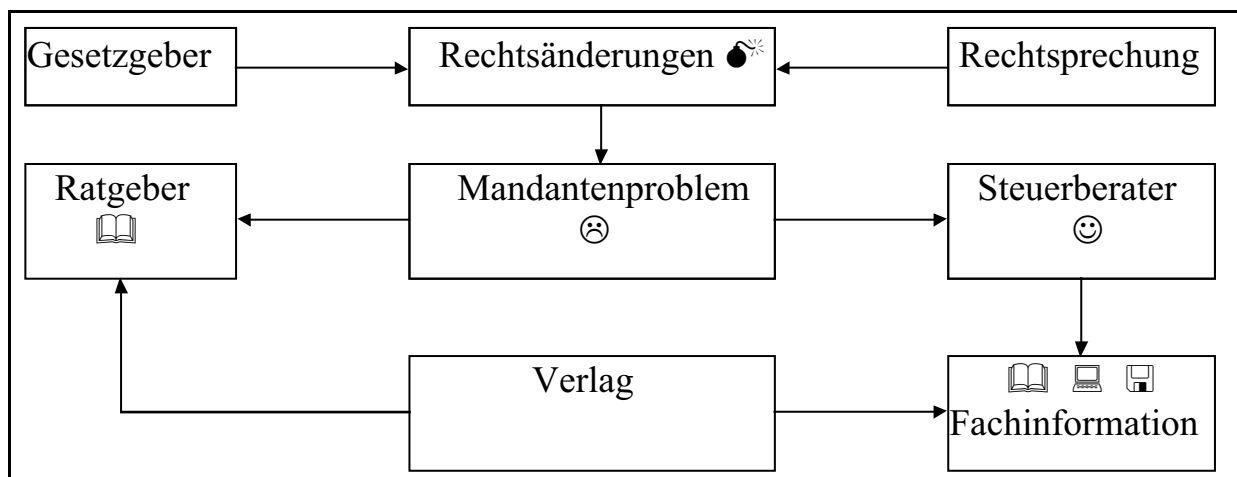 Gesetzgeber
Rechtsänderungen 💣
Rechtsprechung
Ratgeber
🕮
Mandantenproblem
☹
Steuerberater
☺
Verlag
🕮 💻 🖫
Fachinformation